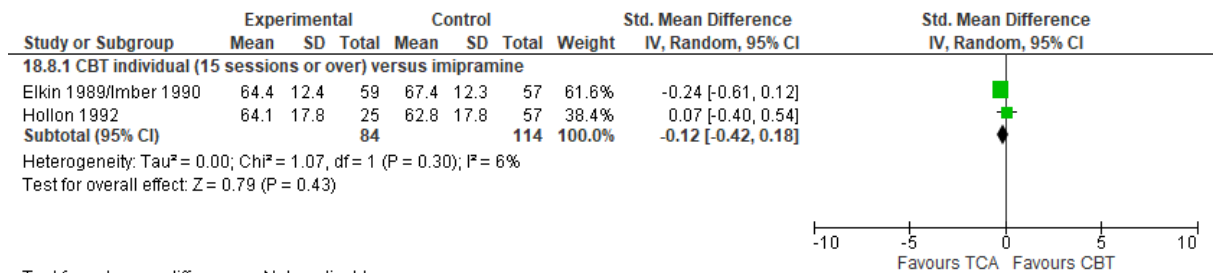 Experimental Control Std. Mean Difference Std. Mean Difference
Study or Subgroup Mean SD Total Mean SD Total Weight IV, Random, 95% CI IV, Random, 95% CI
18.8.1 CBT individual (15 sessions or over) versus imipramine
Elkin 1989/Imber 1990 64.4 12.4 59 67.4 12.3 57 61.6% -0.24 [-0.61, 0.12]
Hollon 1992 64.1 17.8 25 62.8 17.8 57 38.4% 0.07 [-0.40, 0.54]
Subtotal (95% CI) 84 114 100.0% -0.12 [-0.42, 0.18]
Heterogeneity: Tau² = 0.00; Chi² = 1.07, df = 1 (P = 0.30); I² = 6%
Test for overall effect: Z = 0.79 (P = 0.43)
-10 -5 0 5 10
Favours TCA Favours CBT